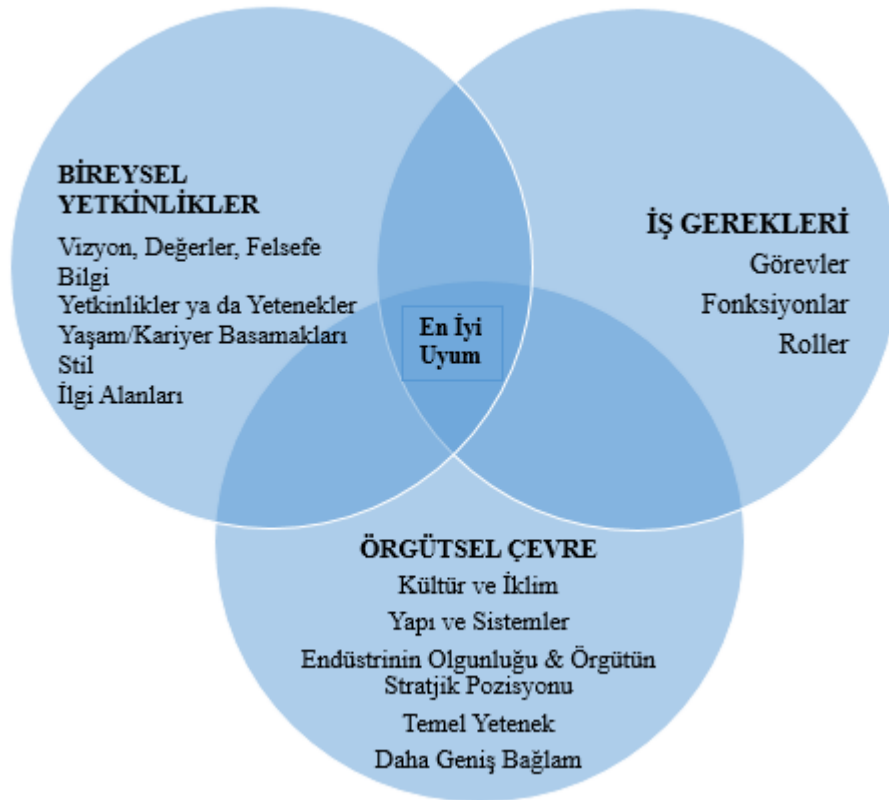 BİREYSEL
YETKİNLİKLER
Vizyon, Değerler, Felsefe
Bilgi
Yetkinlikler ya da Yetenekler
Yaşam/Kariyer Basamakları
Stil
İlgi Alanları
İŞ GEREKLERİ
Görevler
Fonksiyonlar
Roller
En İyi
Uyum
ÖRGÜTSEL ÇEVRE
Kültür ve İklim
Yapı ve Sistemler
Endüstrinin Olgunluğu & Örgütün
Stratjik Pozisyonu
Temel Yetenek
Daha Geniş Bağlam